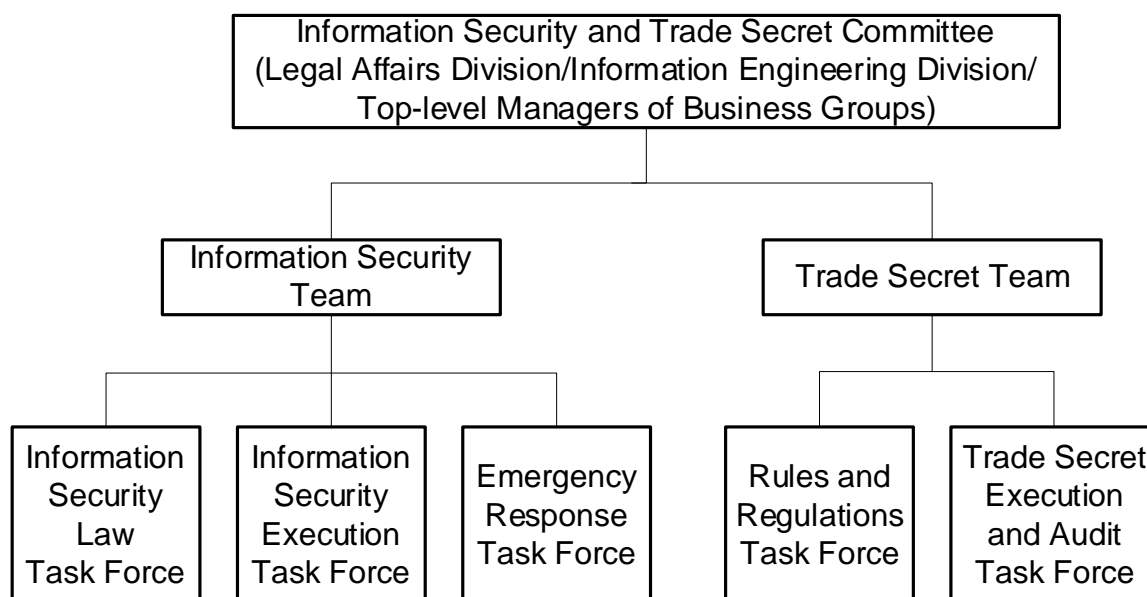 Information Security and Trade Secret Committee
(Legal Affairs Division/Information Engineering Division/
Top-level Managers of Business Groups)
Information Security
Team
Trade Secret Team
Information
Security
Law
Task Force
Information
Security
Execution
Task Force
Emergency
Response
Task Force
Rules and
Regulations
Task Force
Trade Secret
Execution
and Audit
Task Force